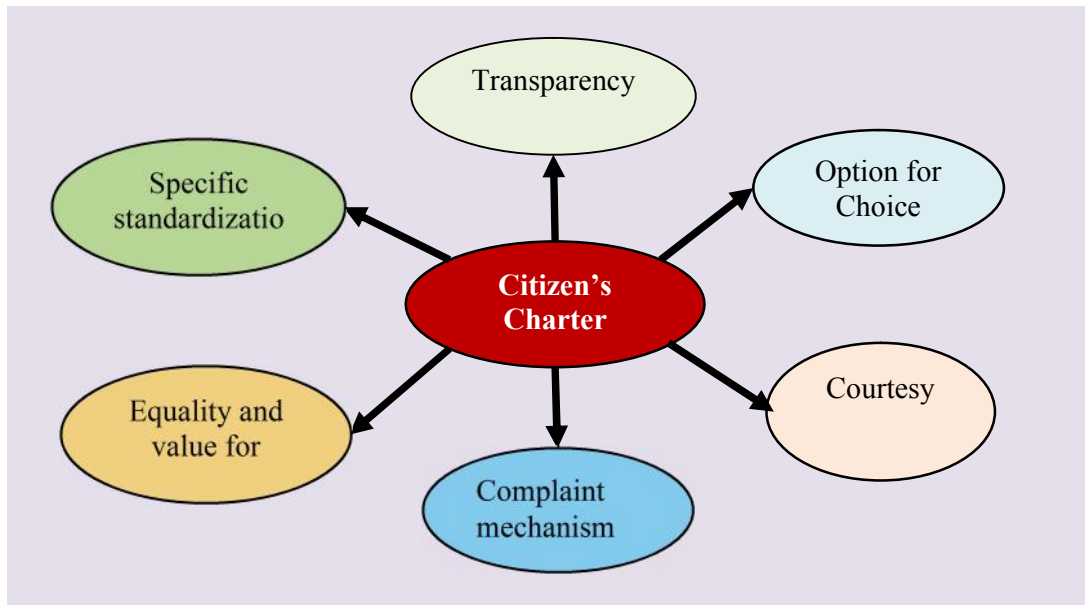 Transparency
Option for
Choice
Specific
standardizatio
Citizen’s
Charter
Courtesy
Equality and
value for
Complaint
mechanism